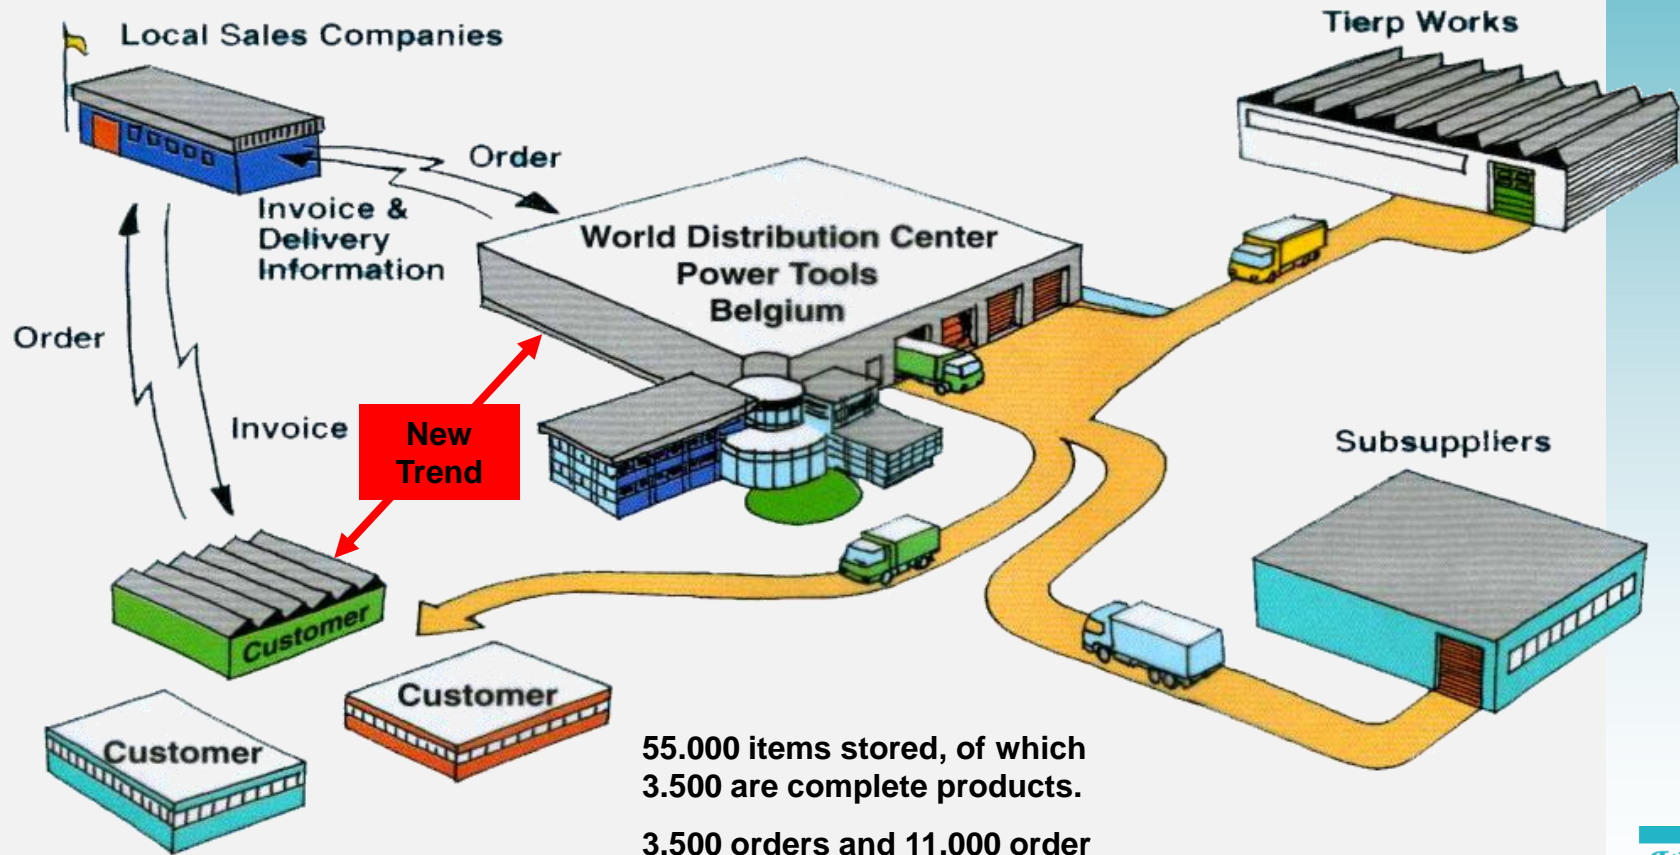 Local Sales Companies
Tierp Works
Order
Invoice &
Delivery
Information
World Distribution Center
Power Tools
Belgium
Order
Invoice
New
Trend
Subsuppliers
Customer
Customer
Customer
55.000 items stored, of which
3.500 are complete products.
3.500 orders and 11.000 order